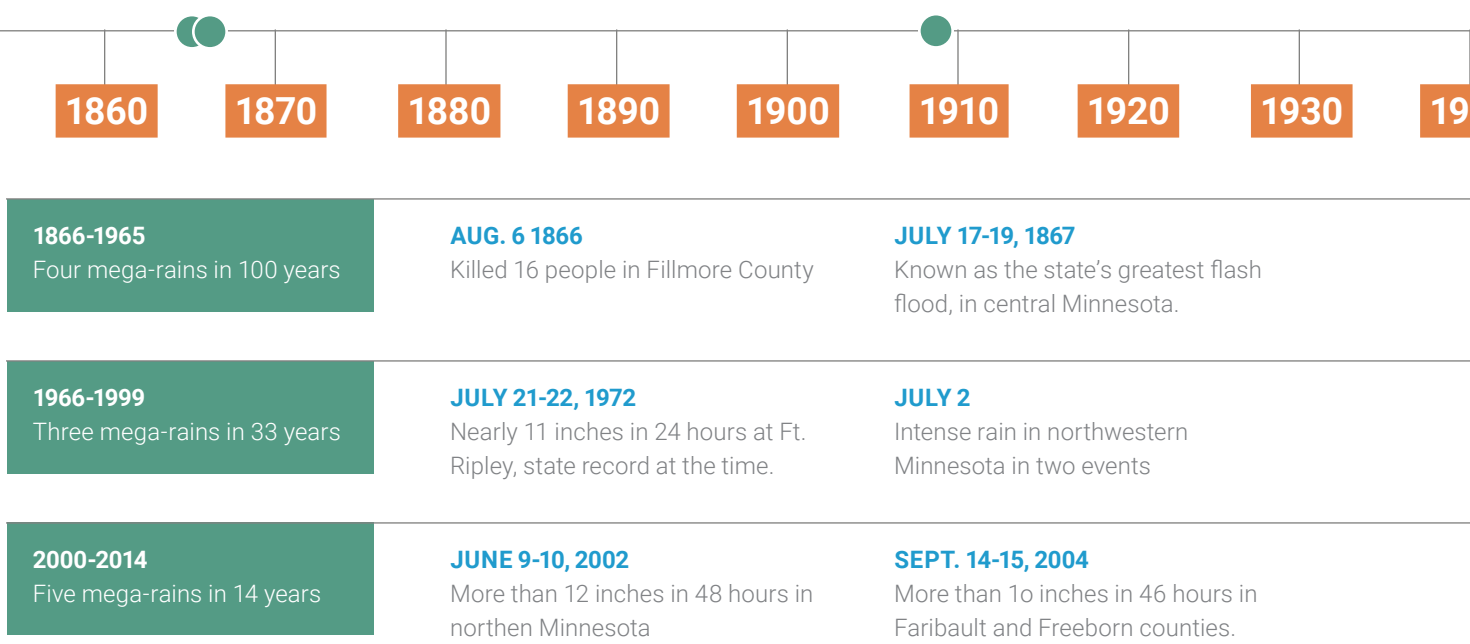 1860 1870 1880 1890 1900 1910 1920 1930 19
1866-1965
Four mega-rains in 100 years
AUG. 6 1866
Killed 16 people in Fillmore County
JULY 17-19, 1867
Known as the state’s greatest flash
flood, in central Minnesota.
1966-1999
Three mega-rains in 33 years
JULY 21-22, 1972
Nearly 11 inches in 24 hours at Ft.
Ripley, state record at the time.
JULY 2
Intense rain in northwestern
Minnesota in two events
2000-2014
Five mega-rains in 14 years
JUNE 9-10, 2002
More than 12 inches in 48 hours in
northen Minnesota
SEPT. 14-15, 2004
More than 1o inches in 46 hours in
Faribault and Freeborn counties.